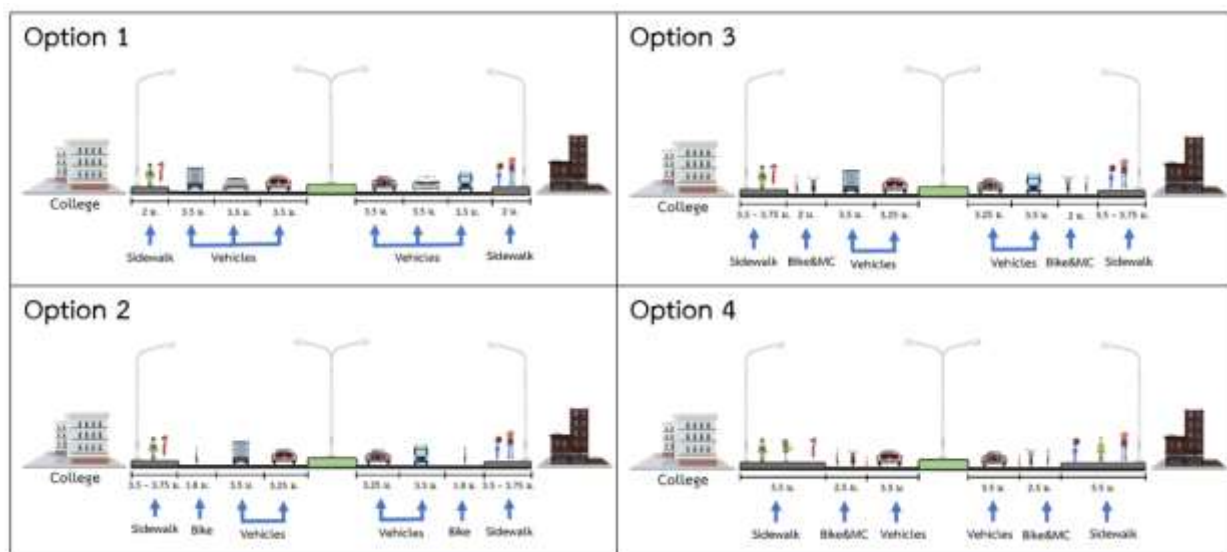 Option 1
College
2 ม. 3.5 ม. 3.5 ม. 3.5 ม. 3.5 ม. 3.5 ม. 3.5 ม. 2 ม.
Sidewalk Vehicles Vehicles Sidewalk
Option 3
College
3.5 - 3.75 ม. 2 ม. 3.5 ม. 3.25 ม. 3.25 ม. 3.5 ม. 2 ม. 3.5 - 3.75 ม.
Sidewalk Bike&MC Vehicles Vehicles Bike&MC Sidewalk
Option 2
College
3.5 - 3.75 ม. 1.8 ม. 3.5 ม. 3.25 ม. 3.25 ม. 3.5 ม. 1.8 ม. 3.5 - 3.75 ม.
Sidewalk Bike Vehicles Vehicles Bike Sidewalk
Option 4
College
2.5 ม. 3.5 ม. 3.5 ม. 2.5 ม.
Sidewalk Bike&MC Vehicles Vehicles Bike&MC Sidewalk